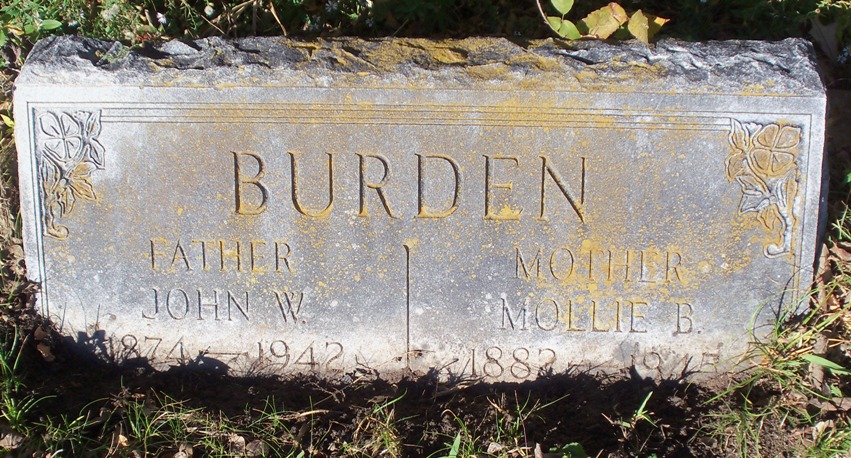 BURDEN
FATHER MOTHER
JOHN W. MOLLIE B.
1874 — 1942 1882 —